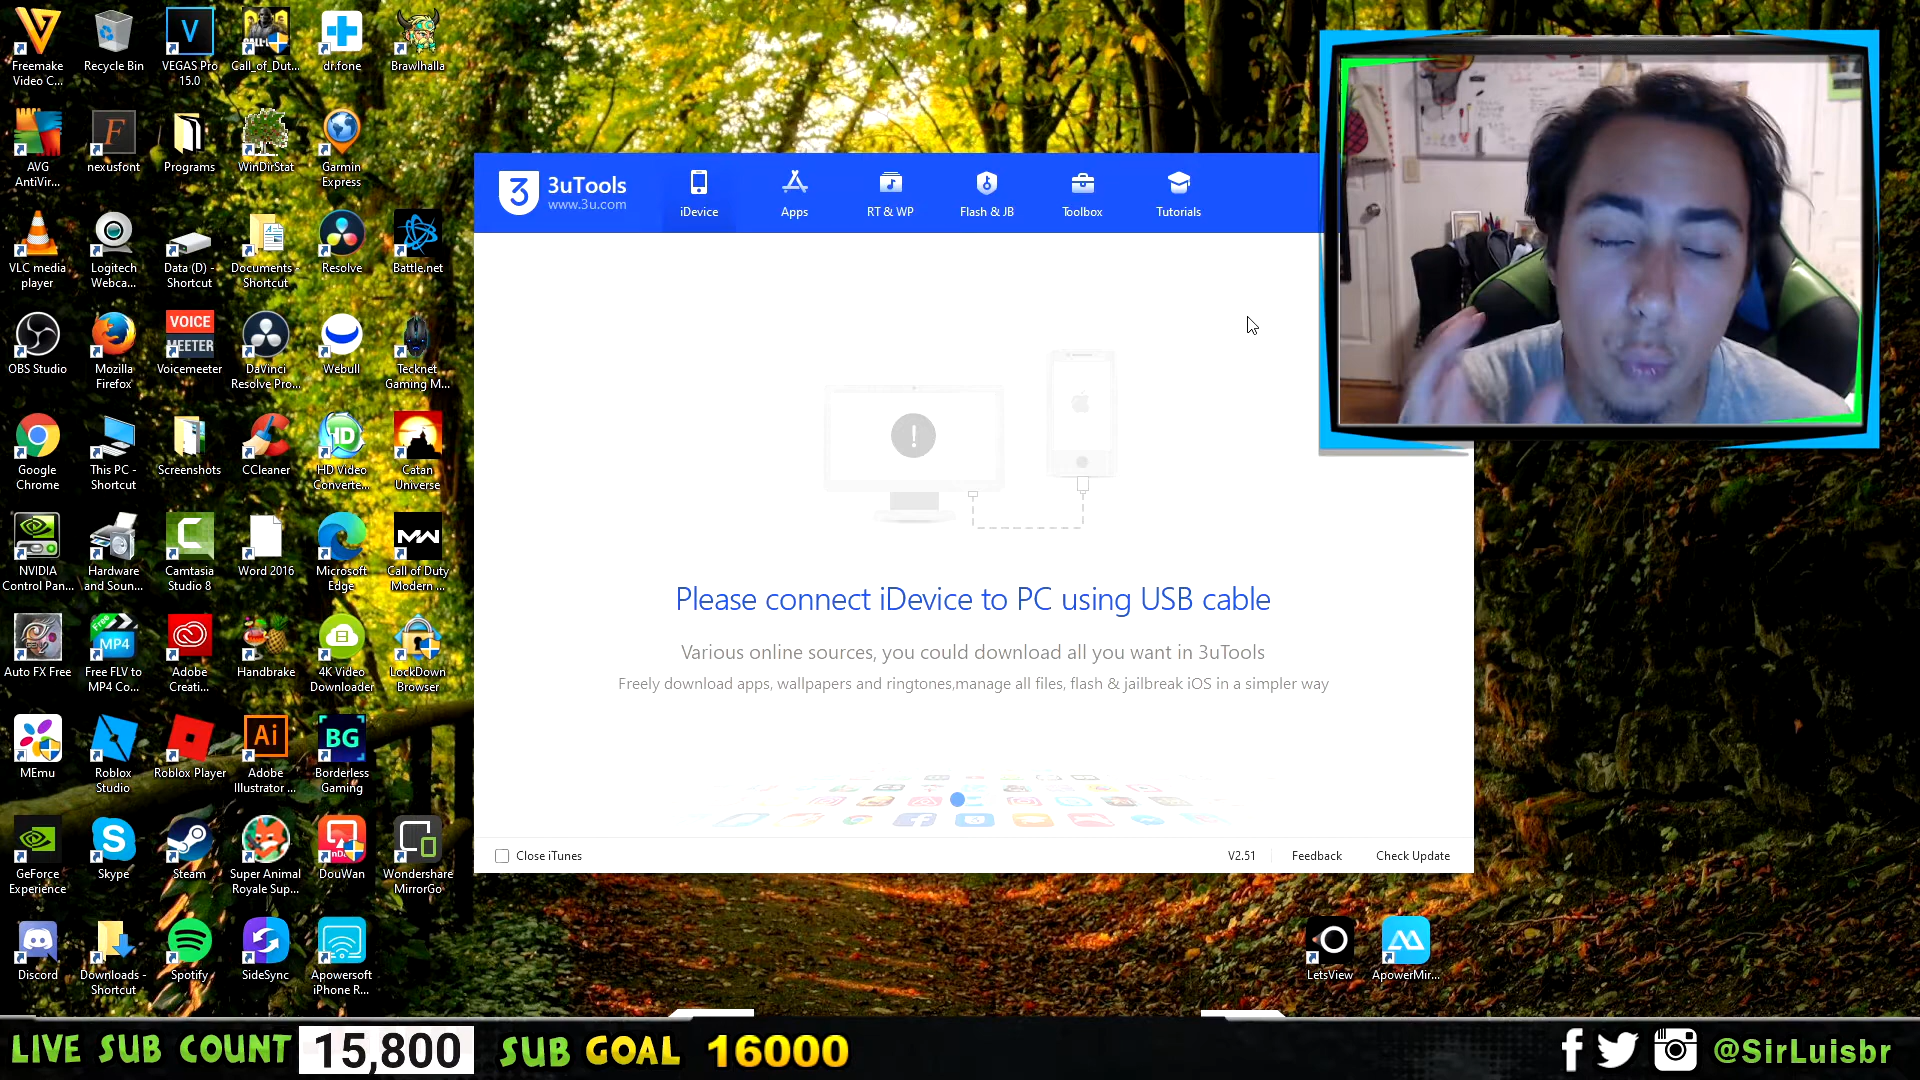 Freemake
Video C...
Recycle Bin
VEGAS Pro
15.0
Call_of_Dut...
dr.fone
Brawlhalla
AVG
AntiVir...
nexusfont
Programs
WinDirStat
Garmin
Express
VLC media
player
Logitech
Webca...
Data (D) -
Shortcut
Documents -
Shortcut
Resolve
Battle.net
OBS Studio
Mozilla
Firefox
VOICE
MEETER
Voicemeeter
DaVinci
Resolve Pro...
Webull
Tecknet
Gaming M...
Google
Chrome
This PC -
Shortcut
Screenshots
CCleaner
HD
HD Video
Converte...
Catan
Universe
NVIDIA
Control Pan...
Hardware
and Soun...
Camtasia
Studio 8
Word 2016
Microsoft
Edge
Call of Duty
Modern ...
Auto FX Free
Free
MP4
Free FLV to
MP4 Co...
Adobe
Creati...
Handbrake
4K Video
Downloader
LockDown
Browser
MEmu
Roblox
Studio
Roblox Player
Ai
Adobe
Illustrator ...
BG
Borderless
Gaming
GeForce
Experience
Skype
Steam
Super Animal
Royale Sup...
DouWan
Wondershare
MirrorGo
Discord
Downloads -
Shortcut
Spotify
SideSync
Apowersoft
iPhone R...
3 3uTools
www.3u.com
iDevice
Apps
RT & WP
Flash & JB
Toolbox
Tutorials
Please connect iDevice to PC using USB cable
Various online sources, you could download all you want in 3uTools
Freely download apps, wallpapers and ringtones,manage all files, flash & jailbreak iOS in a simpler way
Close iTunes
V2.51
Feedback
Check Update
LetsView
ApowerMir...
LIVE SUB COUNT 15,800 SUB GOAL 16000
@SirLuisbr